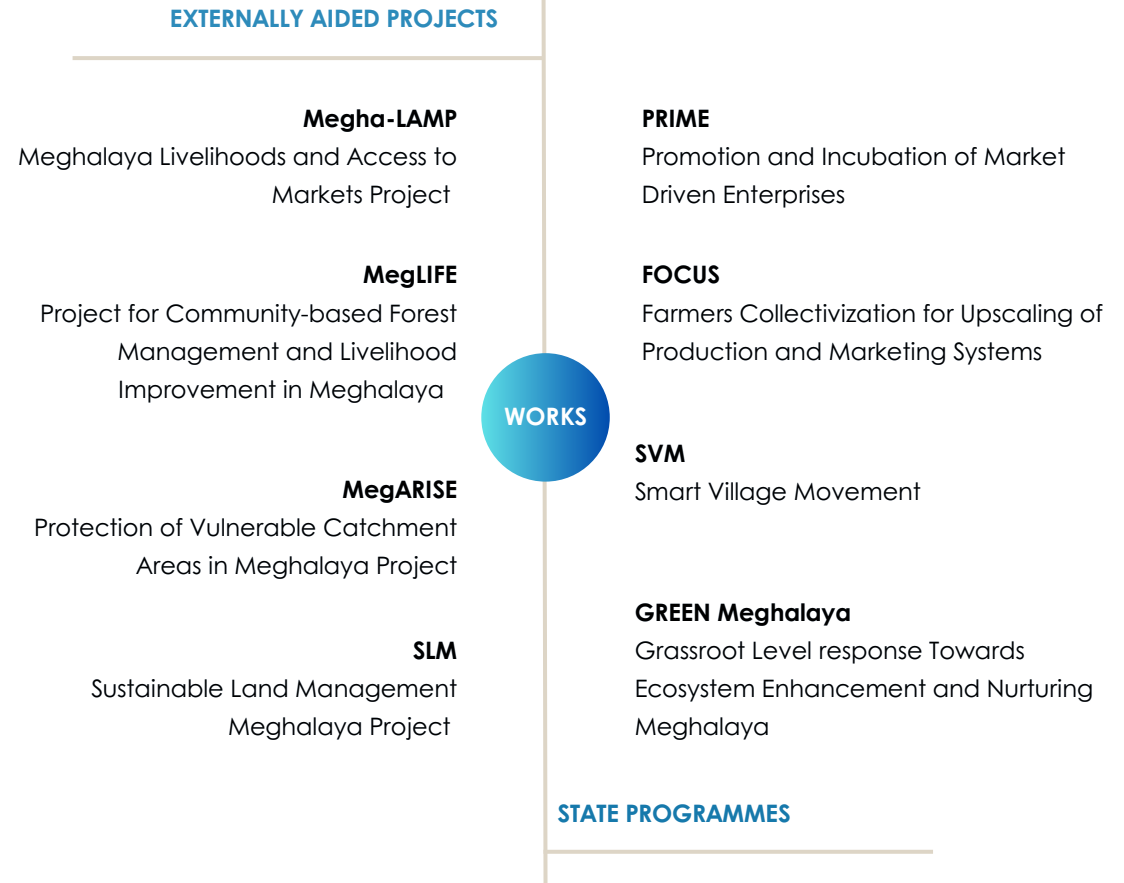 EXTERNALLY AIDED PROJECTS
Megha-LAMP
Meghalaya Livelihoods and Access to
Markets Project
MegLIFE
Project for Community-based Forest
Management and Livelihood
Improvement in Meghalaya
MegARISE
Protection of Vulnerable Catchment
Areas in Meghalaya Project
SLM
Sustainable Land Management
Meghalaya Project
WORKS
PRIME
Promotion and Incubation of Market
Driven Enterprises
FOCUS
Farmers Collectivization for Upscaling of
Production and Marketing Systems
SVM
Smart Village Movement
GREEN Meghalaya
Grassroot Level response Towards
Ecosystem Enhancement and Nurturing
Meghalaya
STATE PROGRAMMES